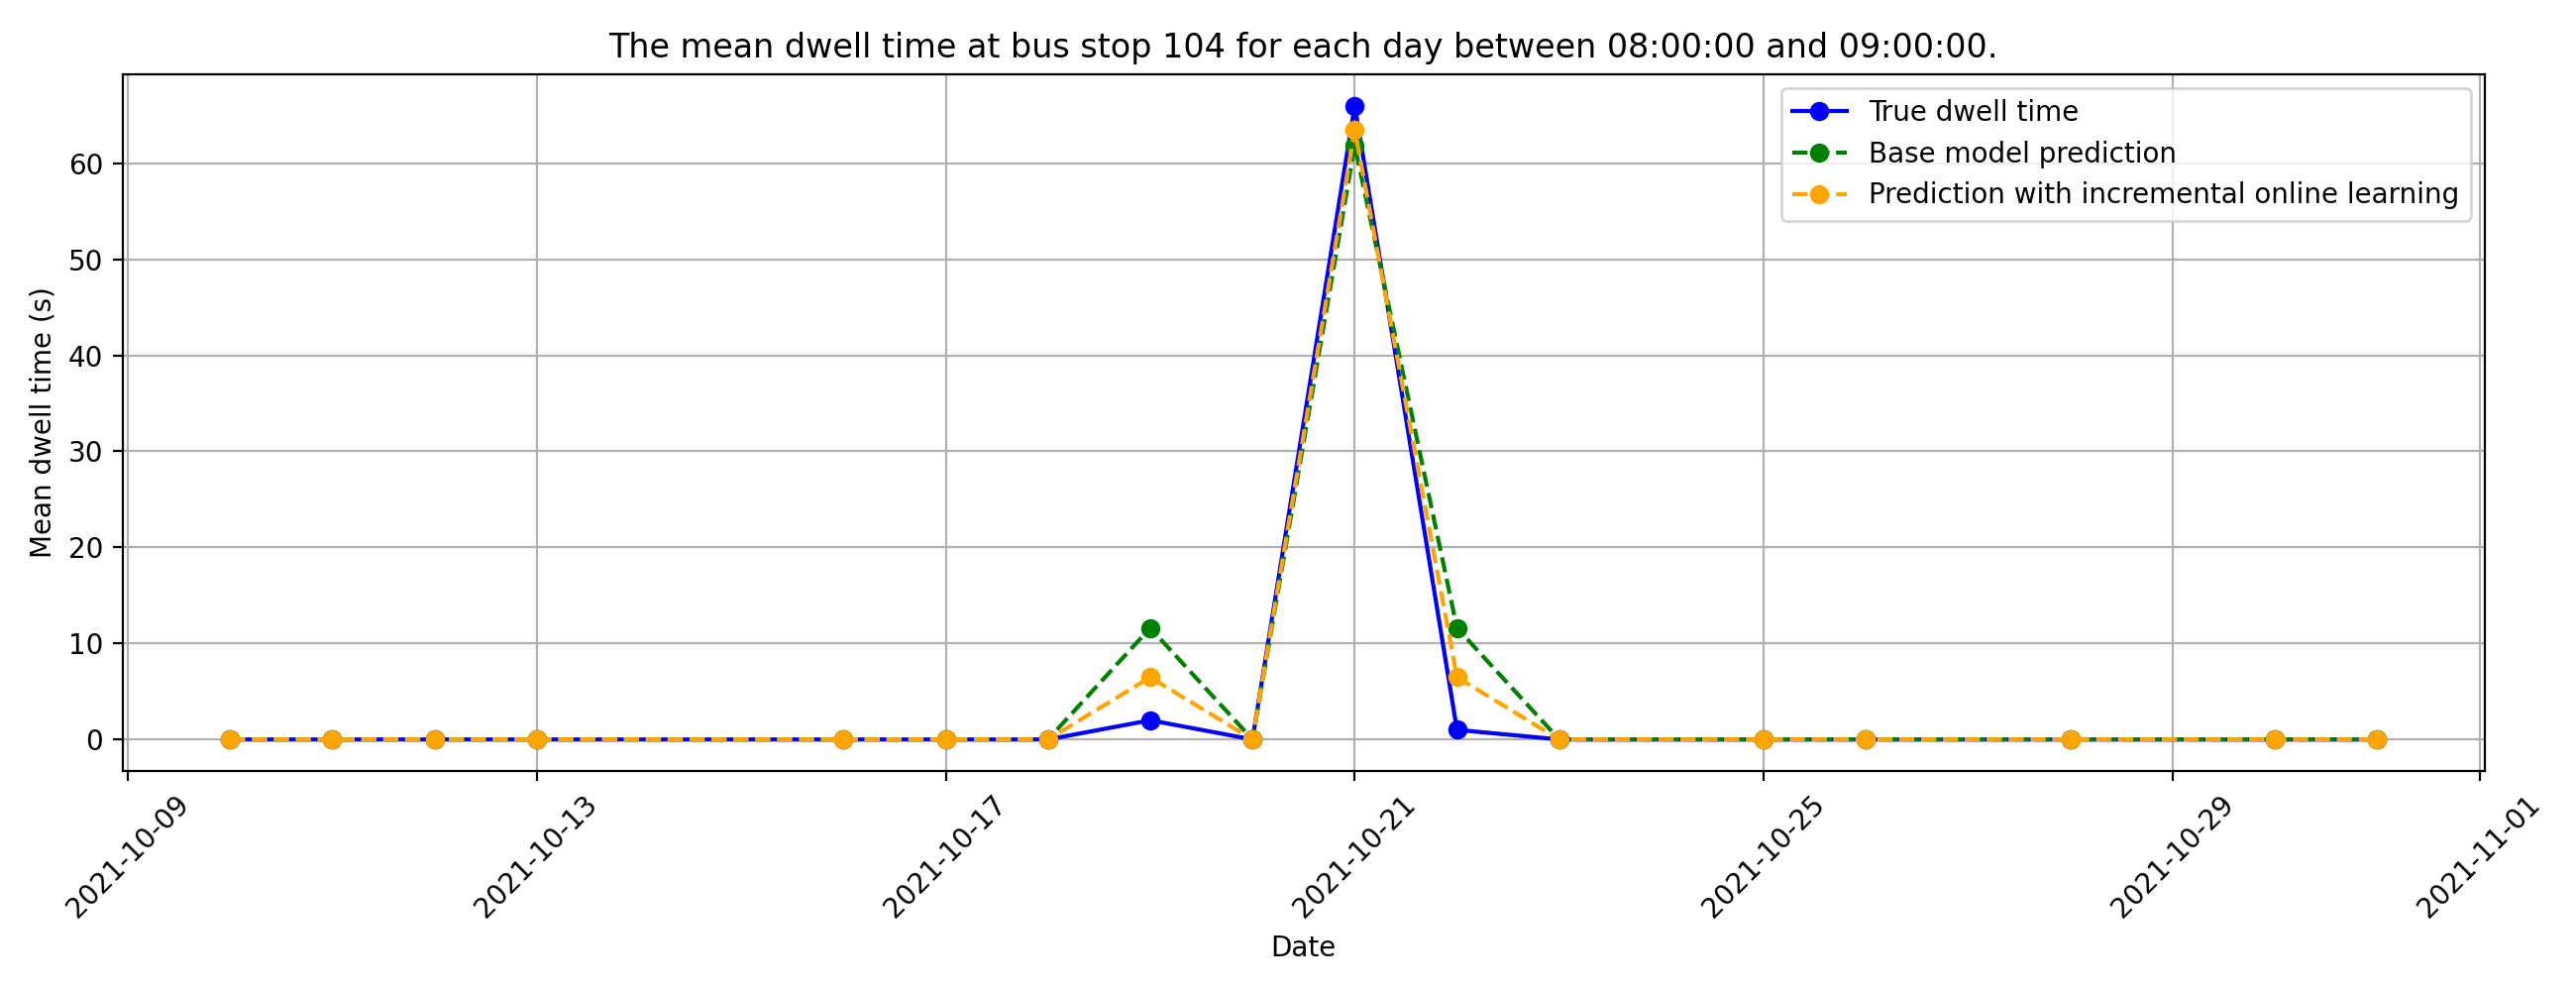 The mean dwell time at bus stop 104 for each day between 08:00:00 and 09:00:00.
True dwell time
Base model prediction
Prediction with incremental online learning
Mean dwell time (s)
60
50
40
30
20
10
0
2021-10-09
2021-10-13
2021-10-17
2021-10-21
2021-10-25
2021-10-29
2021-11-01
Date